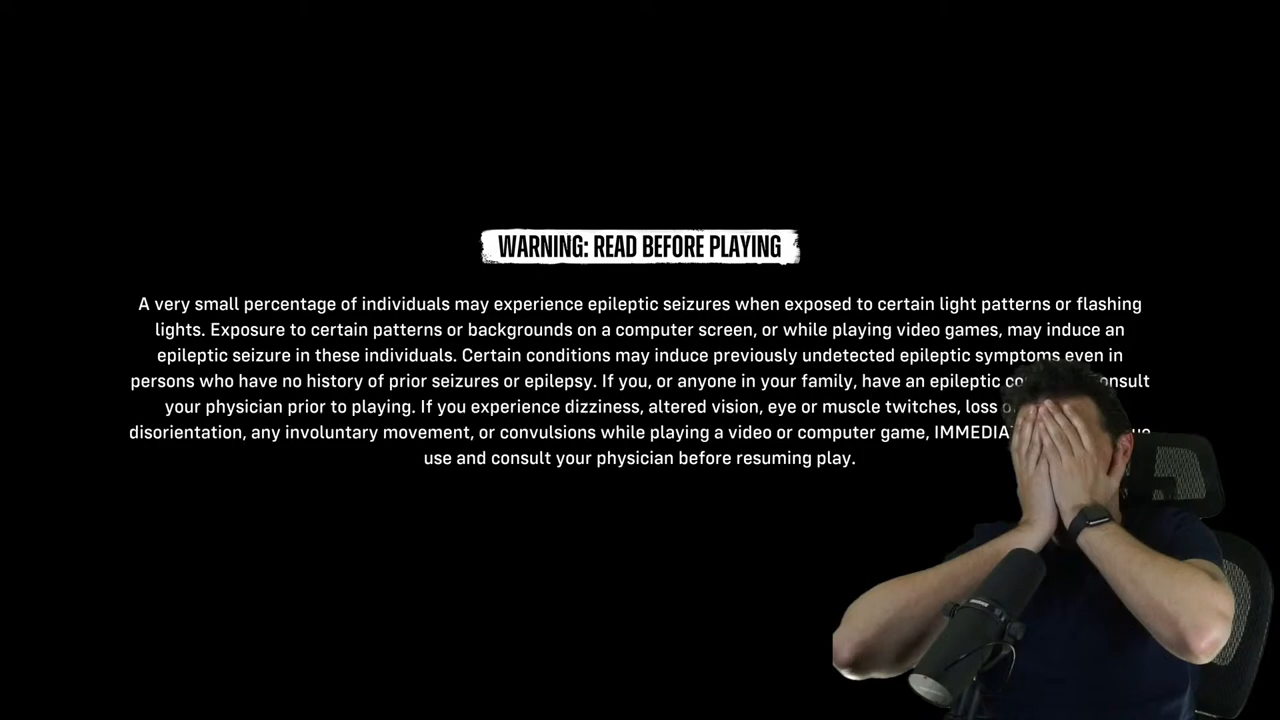 WARNING: READ BEFORE PLAYING
A very small percentage of individuals may experience epileptic seizures when exposed to certain light patterns or flashing
lights. Exposure to certain patterns or backgrounds on a computer screen, or while playing video games, may induce an
epileptic seizure in these individuals. Certain conditions may induce previously undetected epileptic symptoms even in
persons who have no history of prior seizures or epilepsy. If you, or anyone in your family, have an epileptic
your physician prior to playing. If you experience dizziness, altered vision, eye or muscle twitches, loss
disorientation, any involuntary movement, or convulsions while playing a video or computer game,
use and consult your physician before resuming play.